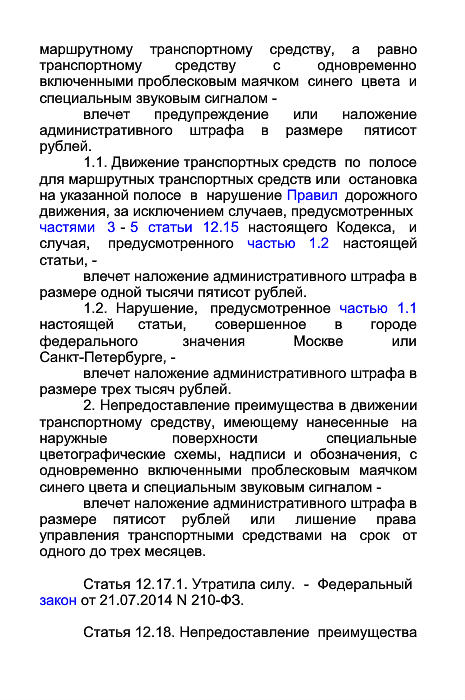 маршрутному транспортному средству, а равно
транспортному средству с одновременно
включенными проблесковым маячком синего цвета и
специальным звуковым сигналом -
влечет предупреждение или наложение
административного штрафа в размере пятисот
рублей.
1.1. Движение транспортных средств по полосе
для маршрутных транспортных средств или остановка
на указанной полосе в нарушение Правил дорожного
движения, за исключением случаев, предусмотренных
частями 3 - 5 статьи 12.15 настоящего Кодекса, и
случая, предусмотренного частью 1.2 настоящей
статьи, -
влечет наложение административного штрафа в
размере одной тысячи пятисот рублей.
1.2. Нарушение, предусмотренное частью 1.1
настоящей статьи, совершенное в городе
федерального значения Москве или
Санкт-Петербурге, -
влечет наложение административного штрафа в
размере трех тысяч рублей.
2. Непредоставление преимущества в движении
транспортному средству, имеющему нанесенные на
наружные поверхности специальные
цветографические схемы, надписи и обозначения, с
одновременно включенными проблесковым маячком
синего цвета и специальным звуковым сигналом -
влечет наложение административного штрафа в
размере пятисот рублей или лишение права
управления транспортными средствами на срок от
одного до трех месяцев.
Статья 12.17.1. Утратила силу. - Федеральный
закон от 21.07.2014 N 210-ФЗ.
Статья 12.18. Непредоставление преимущества